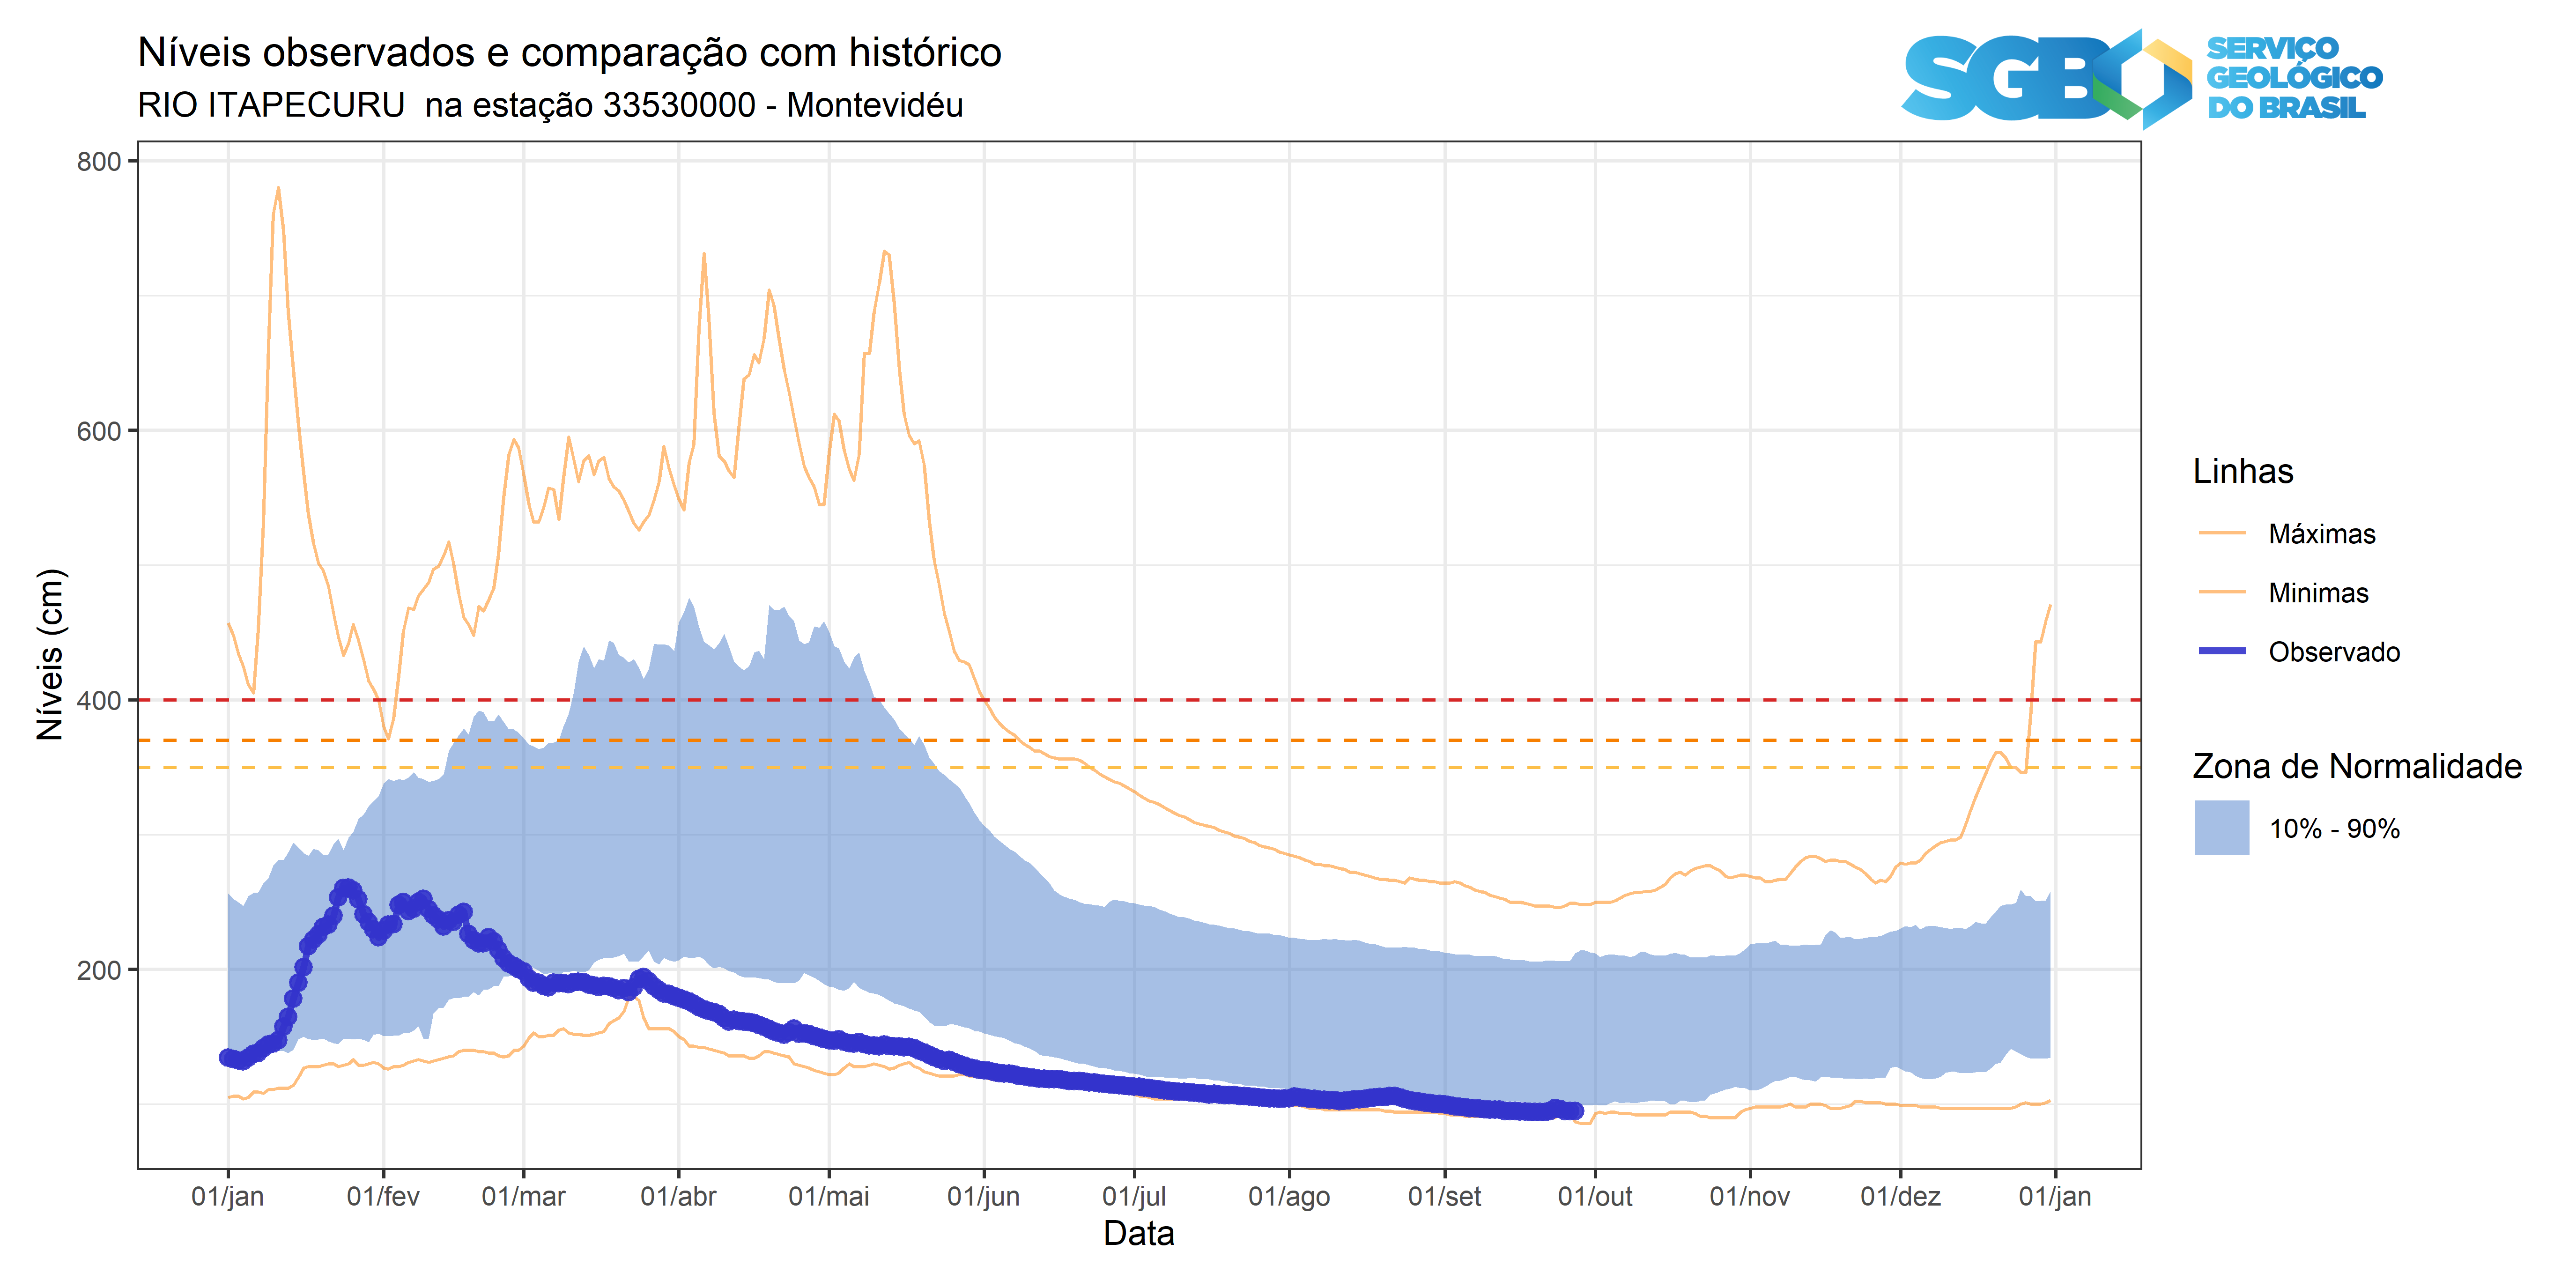 Níveis observados e comparação com histórico
RIO ITAPECURU  na estação 33530000 - Montevidéu
SGB
SERVIÇO
GEOLÓGICO
DO BRASIL
800
600
400
200
Níveis (cm)
01/jan
01/fev
01/mar
01/abr
01/mai
01/jun
01/jul
01/ago
01/set
01/out
01/nov
01/dez
01/jan
Data
Linhas
Máximas
Minimas
Observado
Zona de Normalidade
10% - 90%